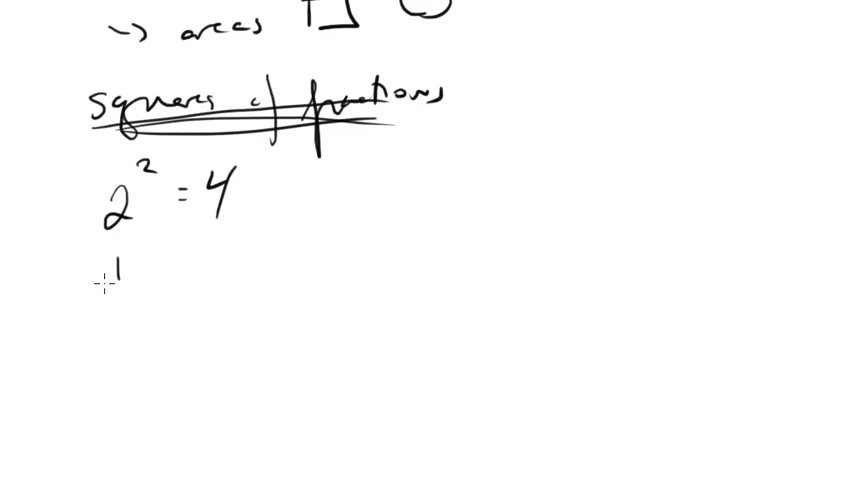 ↳ areas
squares of fractions
2² = 4
1